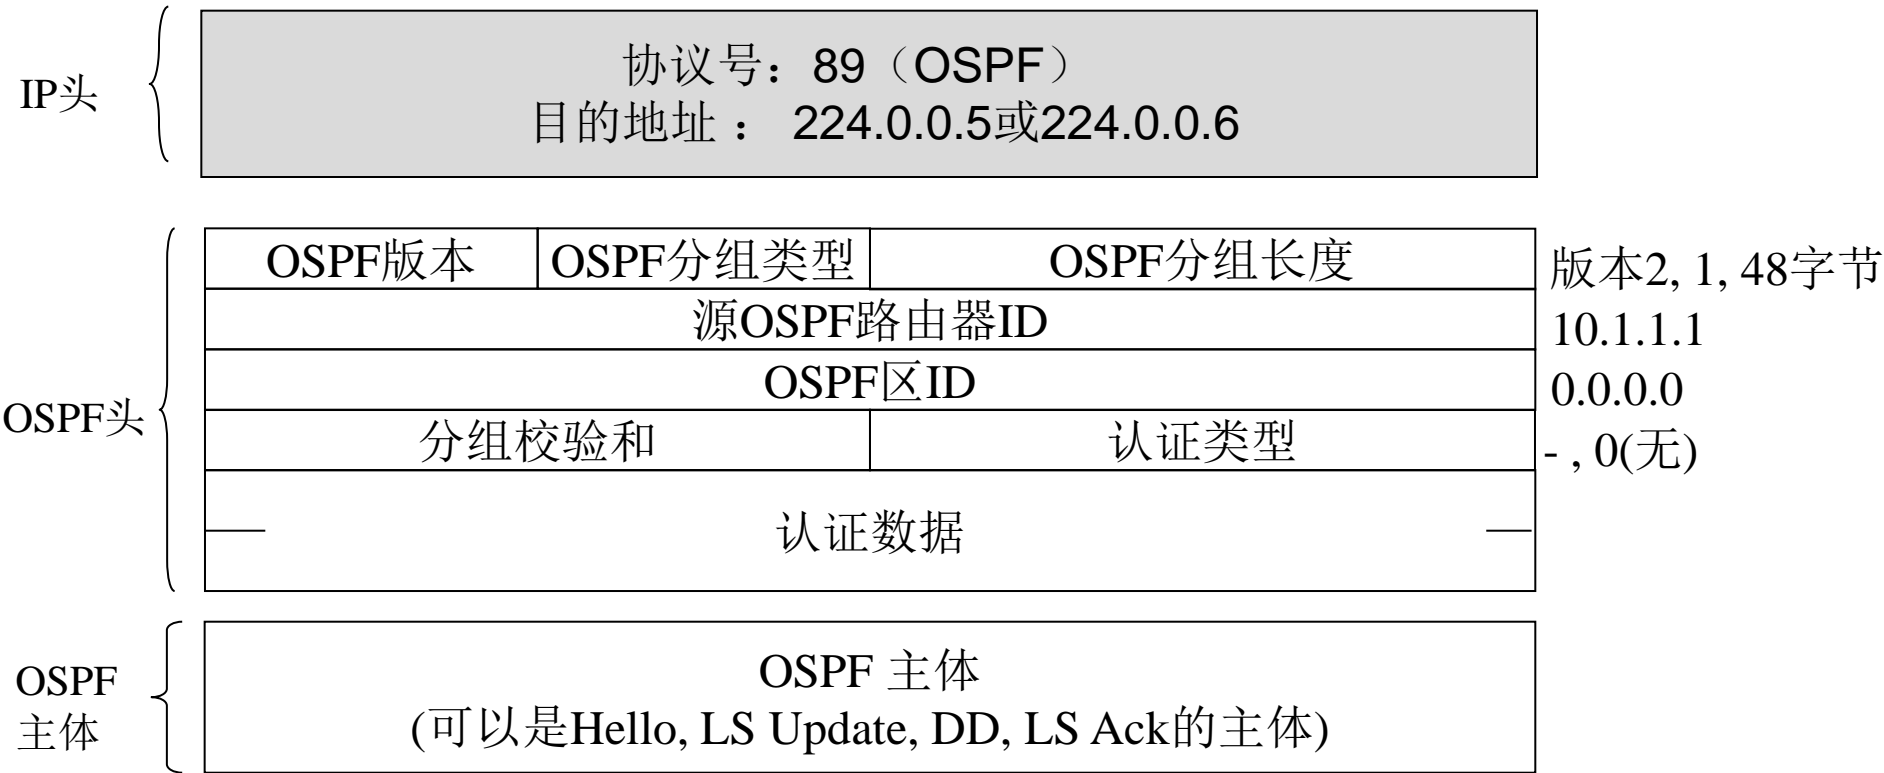 IP头
协议号：89（OSPF）
目的地址： 224.0.0.5或224.0.0.6
OSPF头
OSPF版本 OSPF分组类型 OSPF分组长度 版本2, 1, 48字节
源OSPF路由器ID 10.1.1.1
OSPF区ID 0.0.0.0
分组校验和 认证类型 - , 0(无)
认证数据
OSPF
主体
OSPF 主体
(可以是Hello, LS Update, DD, LS Ack的主体)